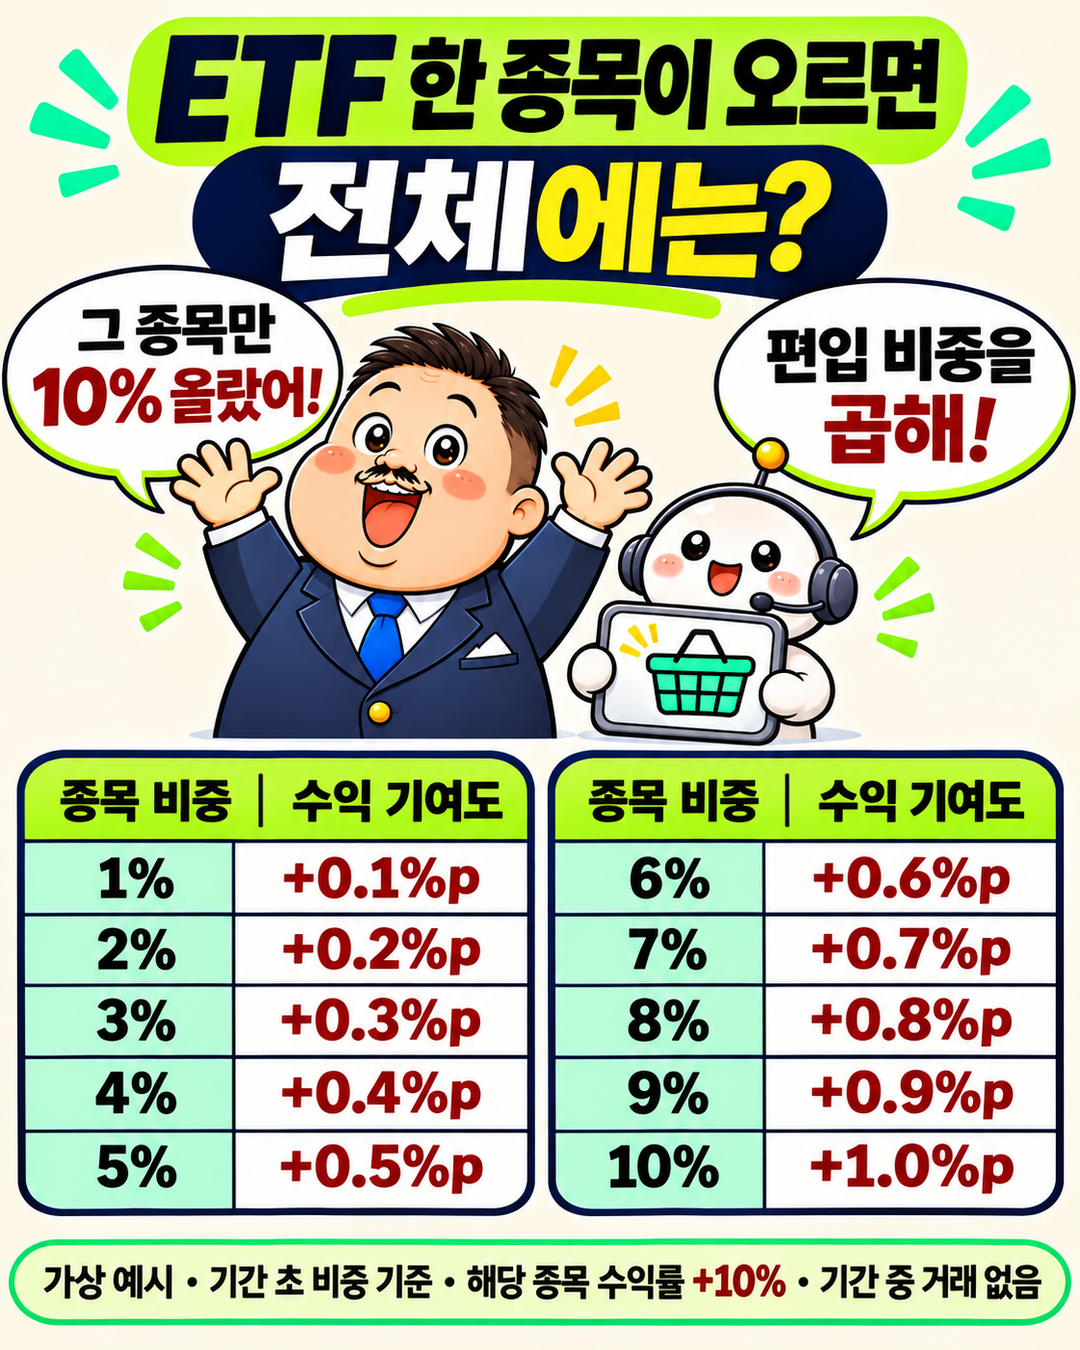 ETF 한 종목이 오르면
전체에는?
그 종목만
10% 올랐어!
편입 비중을
곱해!
종목 비중 | 수익 기여도
1% +0.1%p
2% +0.2%p
3% +0.3%p
4% +0.4%p
5% +0.5%p
종목 비중 | 수익 기여도
6% +0.6%p
7% +0.7%p
8% +0.8%p
9% +0.9%p
10% +1.0%p
가상 예시 • 기간 초 비중 기준 • 해당 종목 수익률 +10% • 기간 중 거래 없음